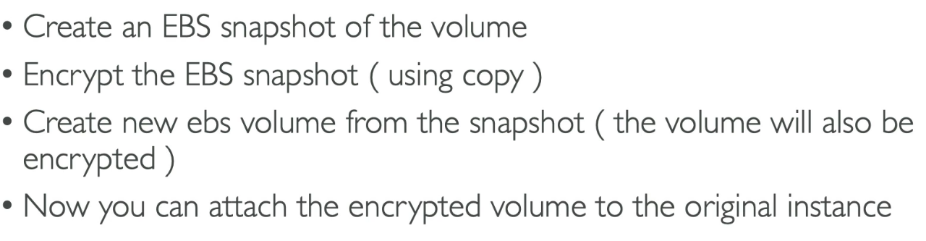 • Create an EBS snapshot of the volume
• Encrypt the EBS snapshot ( using copy )
• Create new ebs volume from the snapshot ( the volume will also be
encrypted )
• Now you can attach the encrypted volume to the original instance